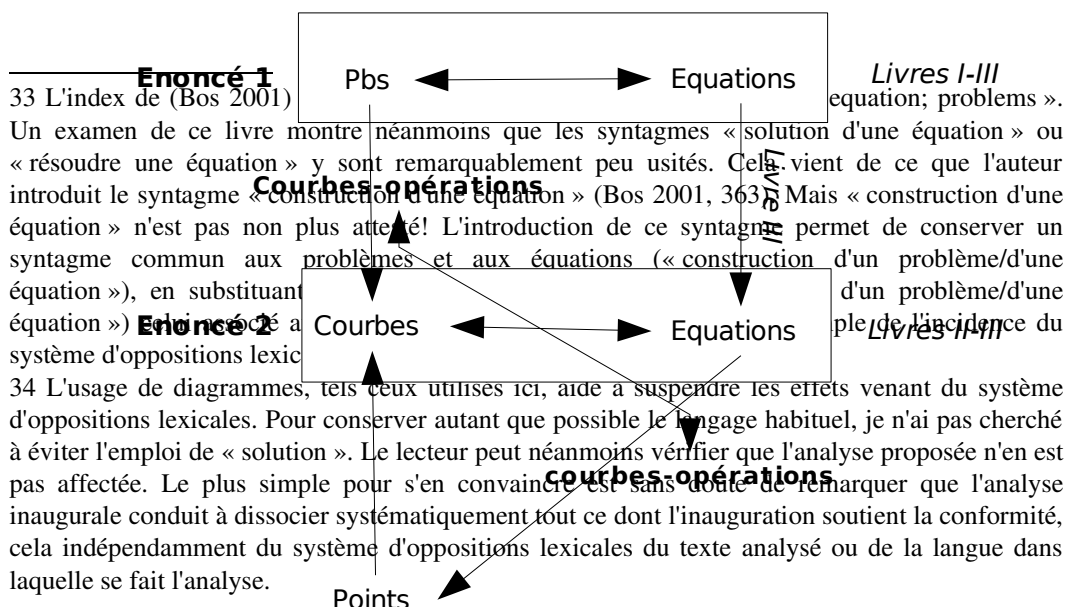 Enoncé 1 Pbs Equations Livres I-III
33 L'index de (Bos 2001) equation; problems ».
Un examen de ce livre montre néanmoins que les syntagmes « solution d'une équation » ou
« résoudre une équation » y sont remarquablement peu usités. Cela vient de ce que l'auteur
Livre III
Courbes-opérations
introduit le syntagme « construction d'une équation » (Bos 2001, 363). Mais « construction d'une
équation » n'est pas non plus attesté! L'introduction de ce syntagme permet de conserver un
syntagme commun aux problèmes et aux équations (« construction d'un problème/d'une
équation »), en substituant d'un problème/d'une
Enoncé 2 Courbes Equations Livres II-III
équation ») celui associé de l'incidence du
système d'oppositions
34 L'usage de diagrammes, tels ceux utilisés ici, aide à suspendre les effets venant du système
d'oppositions lexicales. Pour conserver autant que possible le langage habituel, je n'ai pas cherché
à éviter l'emploi de « solution ». Le lecteur peut néanmoins vérifier que l'analyse proposée n'en est
courbes-opérations
pas affectée. Le plus simple pour s'en convaincre est sans doute de remarquer que l'analyse
inaugurale conduit à dissocier systématiquement tout ce dont l'inauguration soutient la conformité,
cela indépendamment du système d'oppositions lexicales du texte analysé ou de la langue dans
laquelle se fait l'analyse.
Points